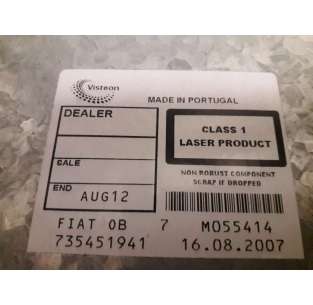 Visteon
MADE IN PORTUGAL
DEALER
CLASS 1
LASER PRODUCT
SALE
NON ROBUST COMPONENT
SCRAP IF DROPPED
END AUG12
FIAT OB 7 M055414
735451941 16.08.2007